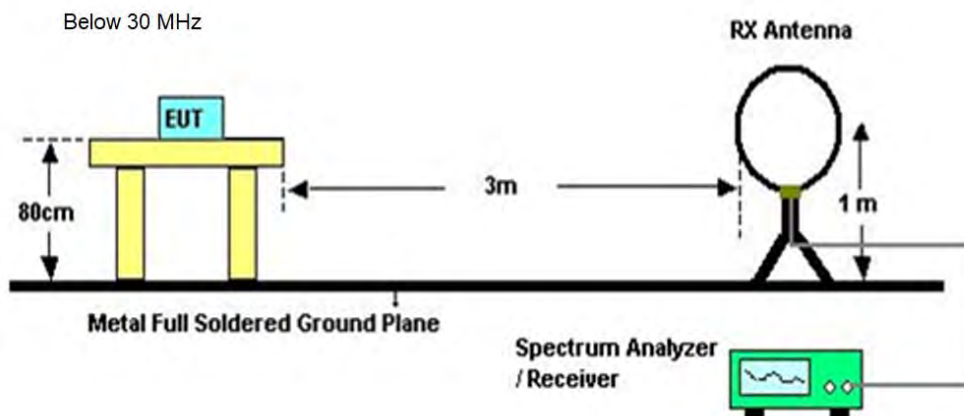 Below 30 MHz
RX Antenna
EUT
3m
80cm
1 m
Metal Full Soldered Ground Plane
Spectrum Analyzer
/ Receiver